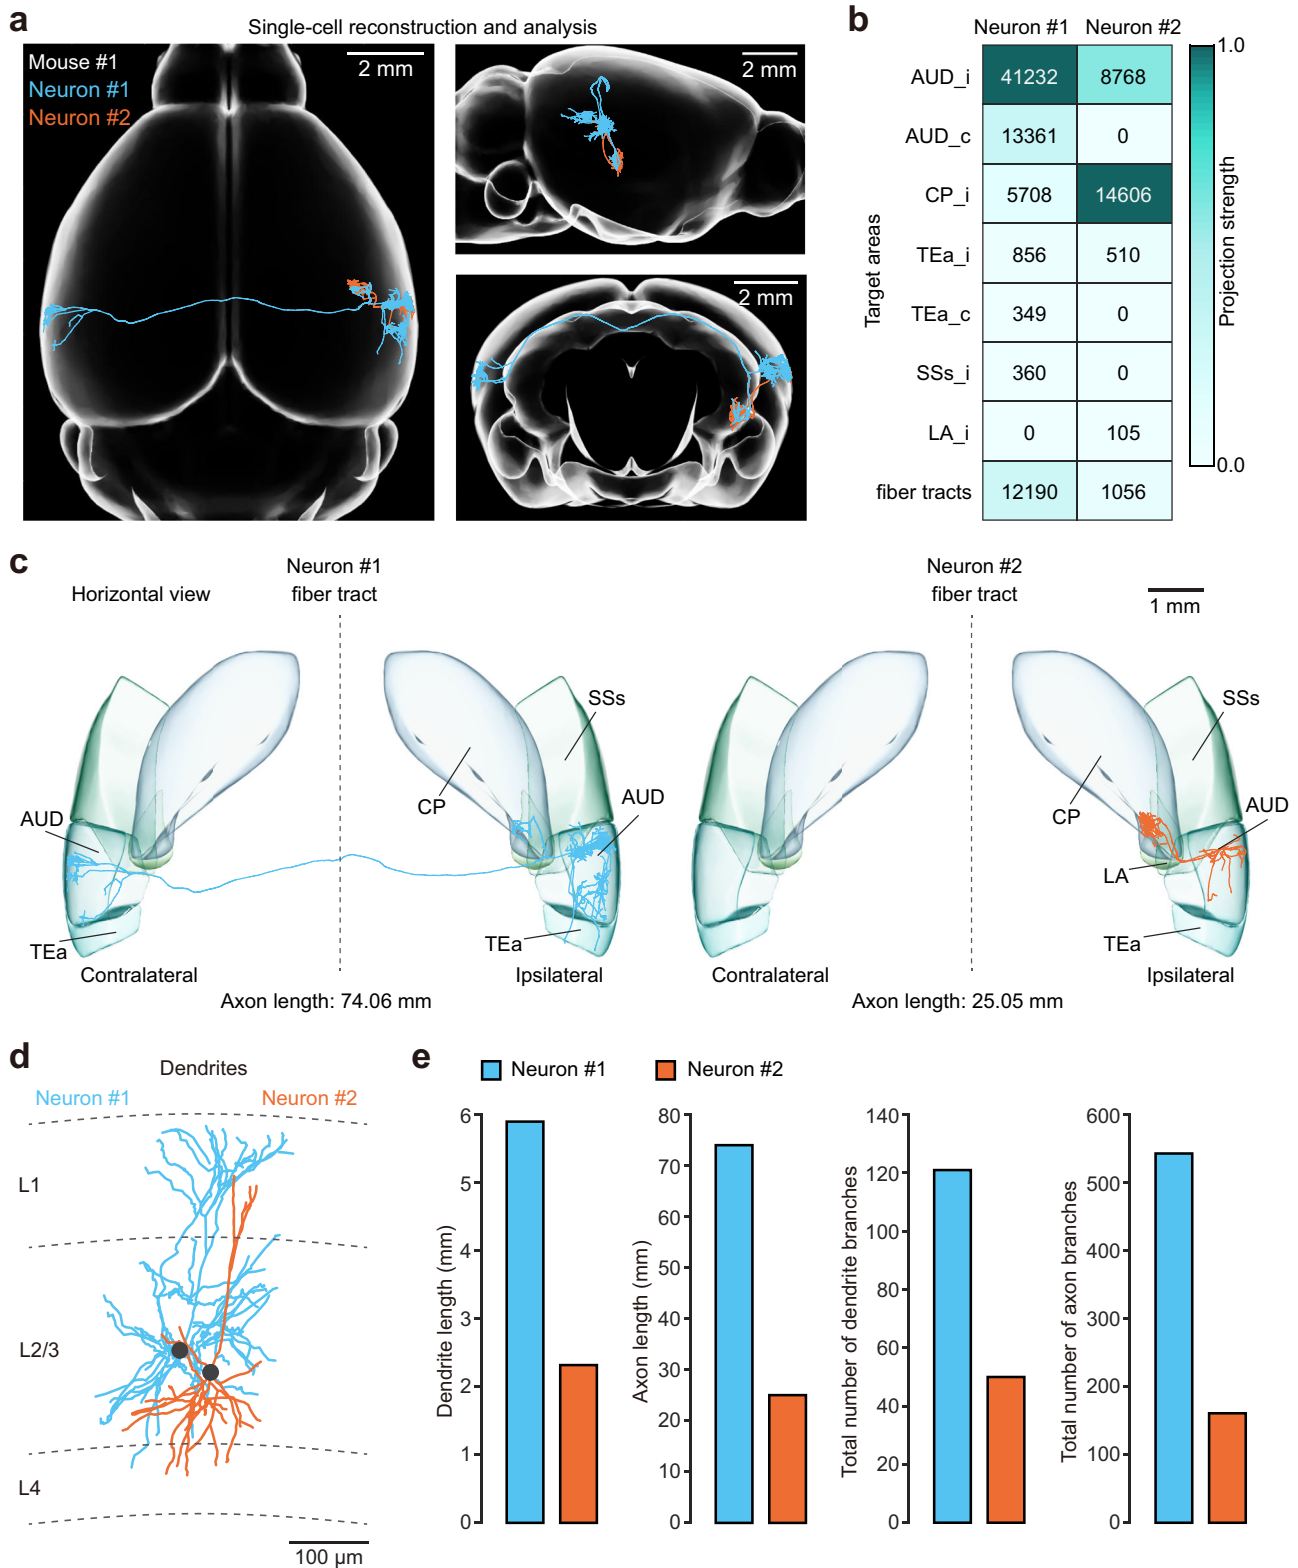 a
Single-cell reconstruction and analysis
Mouse #1
Neuron #1
Neuron #2
2 mm
2 mm
2 mm
b
Neuron #1 Neuron #2
Target areas
AUD_i 41232 8768
AUD_c 13361 0
CP_i 5708 14606
TEa_i 856 510
TEa_c 349 0
SSs_i 360 0
LA_i 0 105
fiber tracts 12190 1056
1.0
Projection strength
0.0
c
Horizontal view
Neuron #1
fiber tract
Neuron #2
fiber tract
1 mm
AUD
TEa
CP
SSs
AUD
TEa
Contralateral
Ipsilateral
Axon length: 74.06 mm
CP
SSs
AUD
LA
TEa
Contralateral
Ipsilateral
Axon length: 25.05 mm
d
Dendrites
Neuron #1 Neuron #2
L1
L2/3
L4
100 µm
e
Neuron #1 Neuron #2
Dendrite length (mm)
6
5
4
3
2
1
0
Axon length (mm)
80
70
60
50
40
30
20
10
0
Total number of dendrite branches
140
120
100
80
60
40
20
0
Total number of axon branches
600
500
400
300
200
100
0